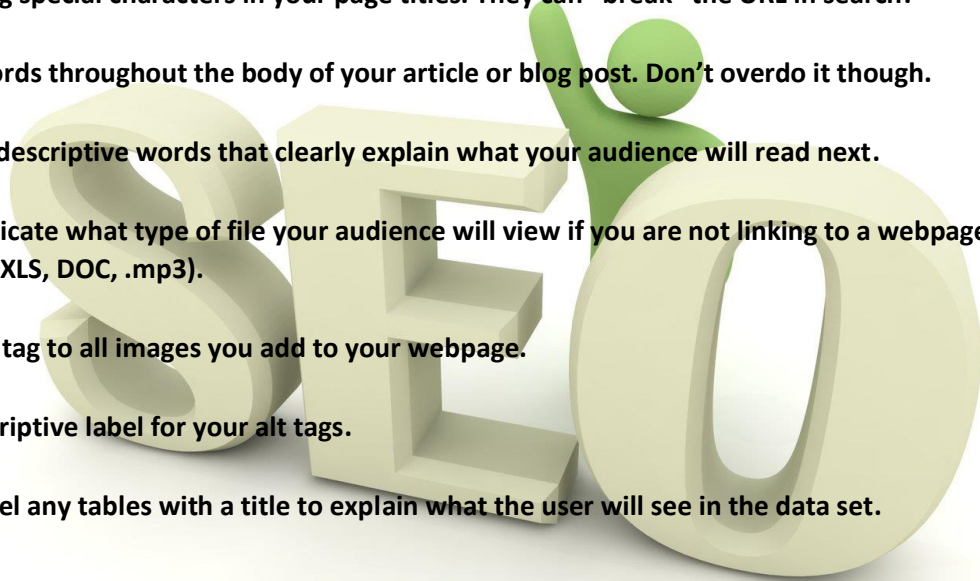 g special characters in your page titles. They can "break" the URL in search.
ords throughout the body of your article or blog post. Don’t overdo it though.
descriptive words that clearly explain what your audience will read next.
icate what type of file your audience will view if you are not linking to a webpage
XLS, DOC, .mp3).
tag to all images you add to your webpage.
riptive label for your alt tags.
el any tables with a title to explain what the user will see in the data set.
SEO